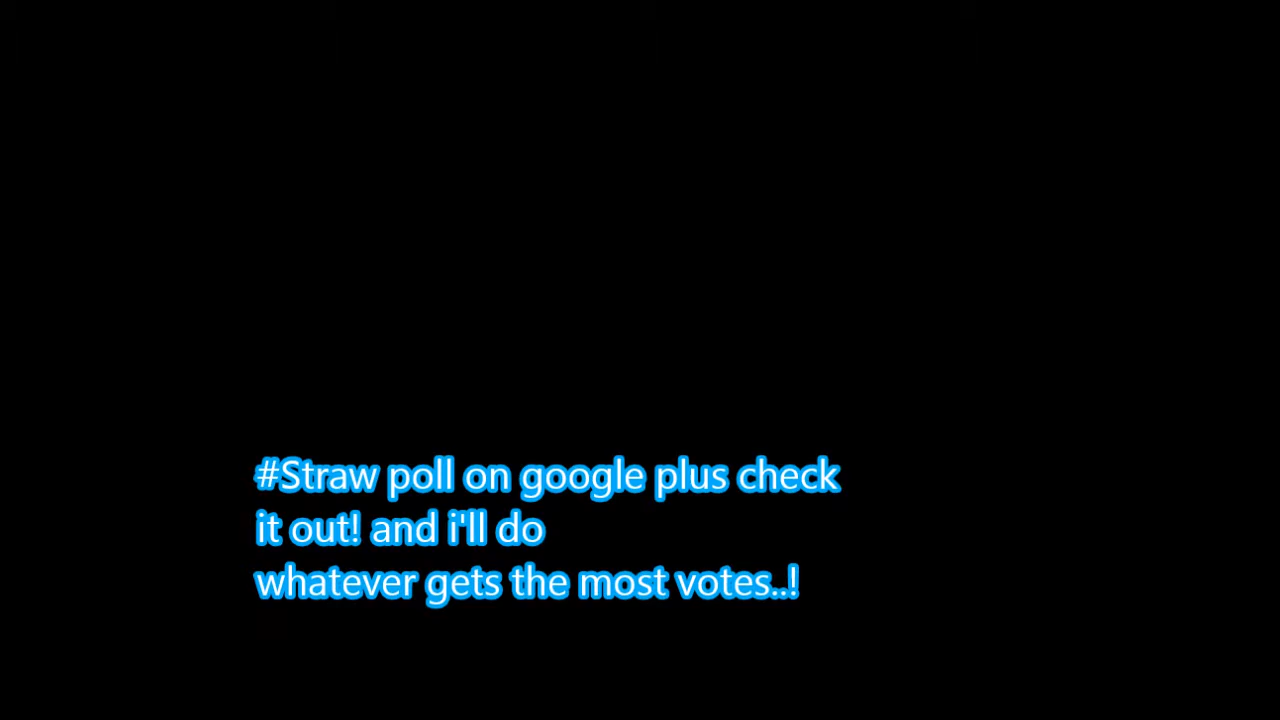 #Straw poll on google plus check
it out! and i'll do
whatever gets the most votes..!